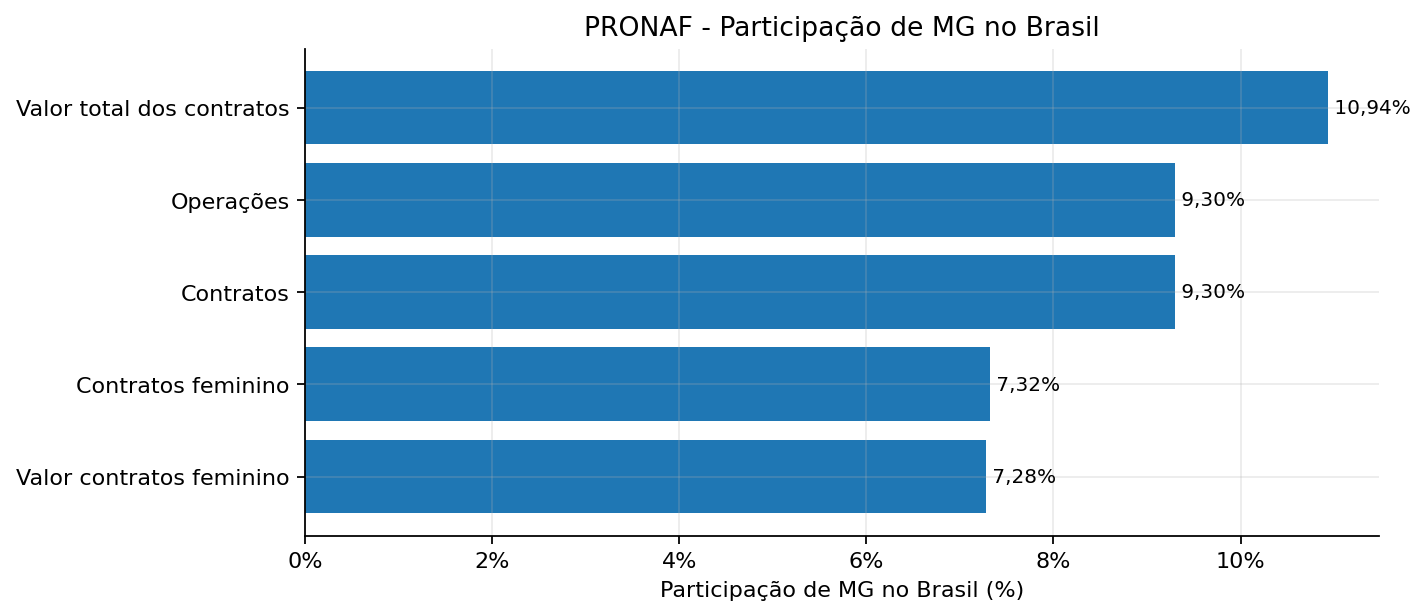 PRONAF - Participação de MG no Brasil
Valor total dos contratos
10,94%
Operações
9,30%
Contratos
9,30%
Contratos feminino
7,32%
Valor contratos feminino
7,28%
0% 2% 4% 6% 8% 10%
Participação de MG no Brasil (%)